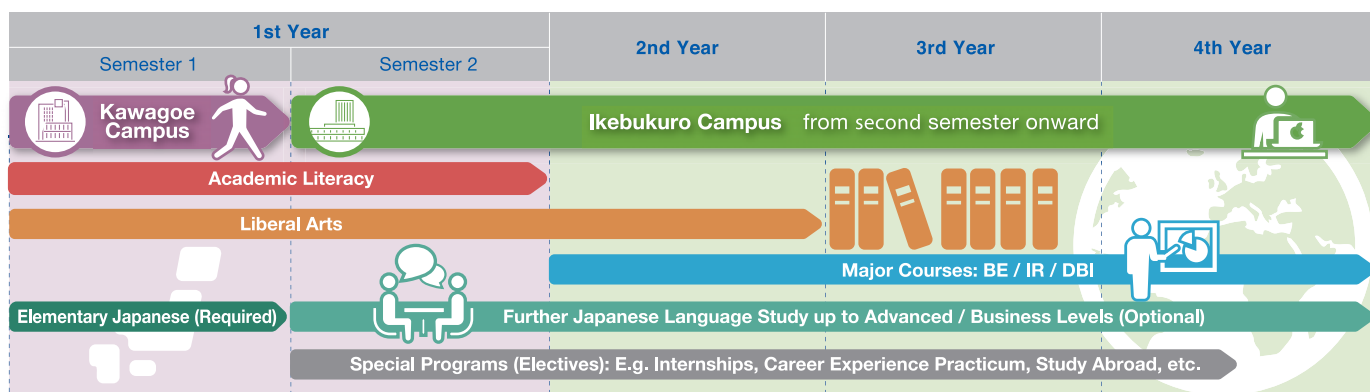 1st Year
2nd Year
3rd Year
4th Year
Semester 1
Semester 2
Kawagoe
Campus
Ikebukuro Campus from second semester onward
Academic Literacy
Liberal Arts
Major Courses: BE / IR / DBI
Elementary Japanese (Required)
Further Japanese Language Study up to Advanced / Business Levels (Optional)
Special Programs (Electives): E.g. Internships, Career Experience Practicum, Study Abroad, etc.